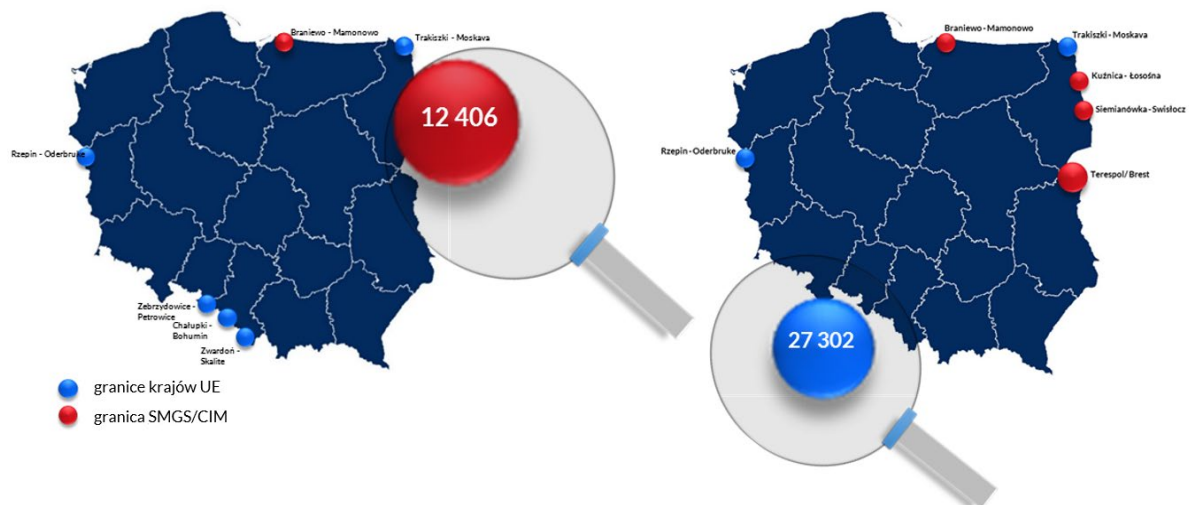 Braniewo - Mamonowo
Trakiszki - Moskava
12 406
Rzepin - Oderbruke
Zebrzydowice -
Petrowice
Chałupki -
Bohumin
Zwardoń -
Skalite
granice krajów UE
granica SMGS/CIM
Braniewo - Mamonowo
Trakiszki - Moskava
Kuźnica - Łosośna
Siemianówka - Swisłocz
Rzepin - Oderbruke
Terespol/ Brest
27 302